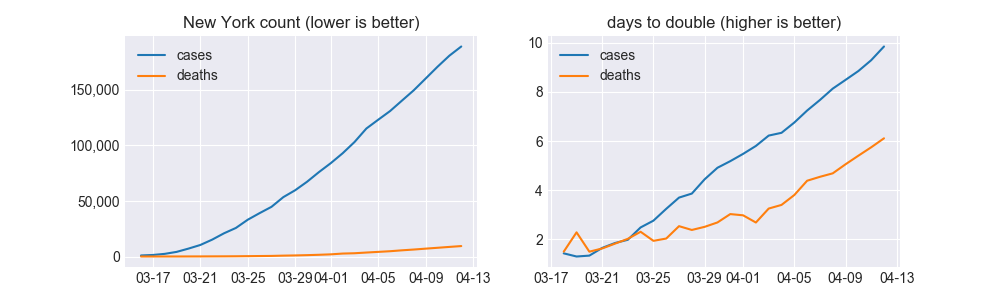 New York count (lower is better)
cases
deaths
150,000
100,000
50,000
0
03-17 03-21 03-25 03-29 04-01 04-05 04-09 04-13
days to double (higher is better)
cases
deaths
10
8
6
4
2
03-17 03-21 03-25 03-29 04-01 04-05 04-09 04-13